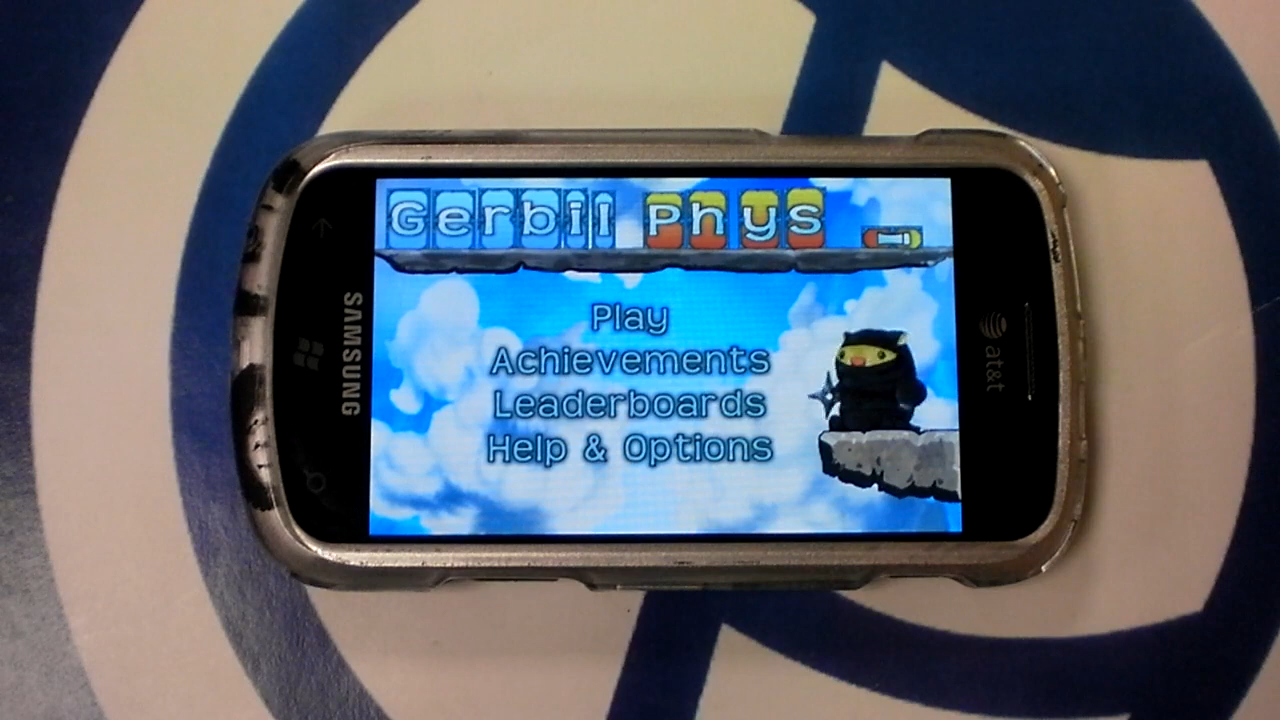 Gerbil Phys
Play
Achievements
Leaderboards
Help & Options
SAMSUNG
at&t